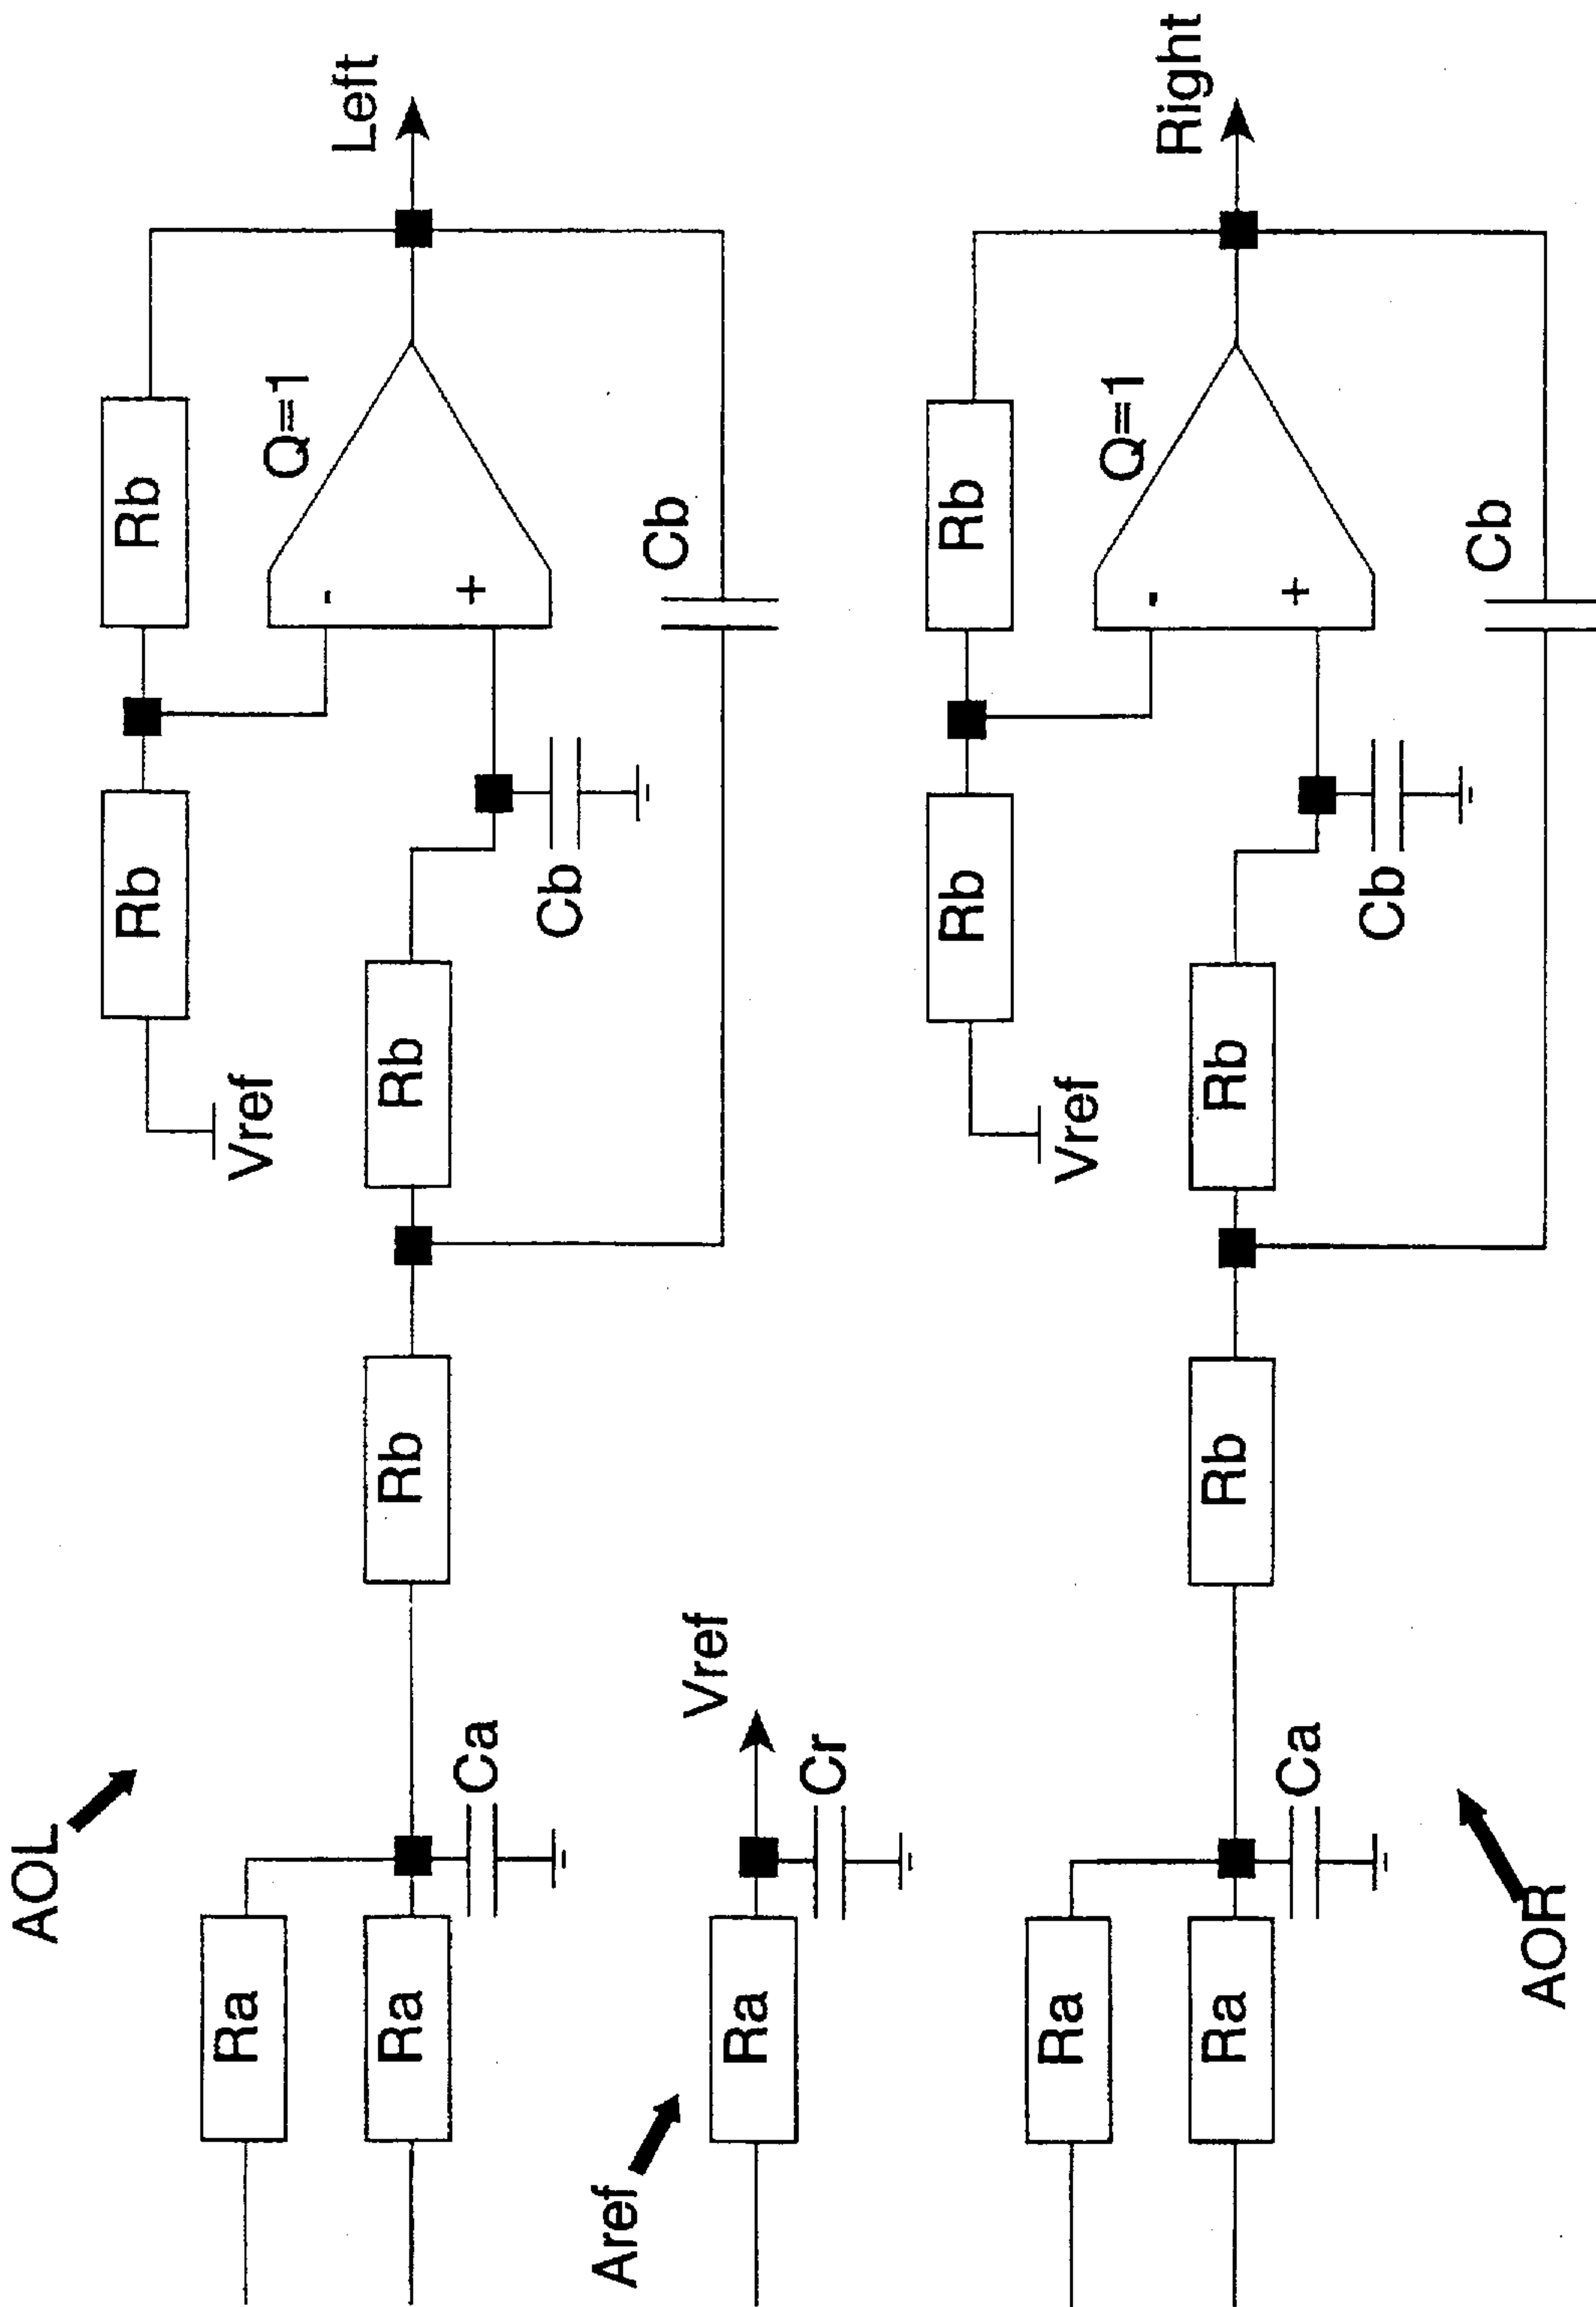 AOL
Rb
Rb
Ra
Vref
Q=1
-
Left
Ra
Rb
Rb
Ca
+
Cb
Cb
Aref
Vref
Ra
Cr
Rb
Rb
Ra
Vref
Q=1
-
Right
Ra
Rb
Rb
Ca
+
Cb
Cb
AOR